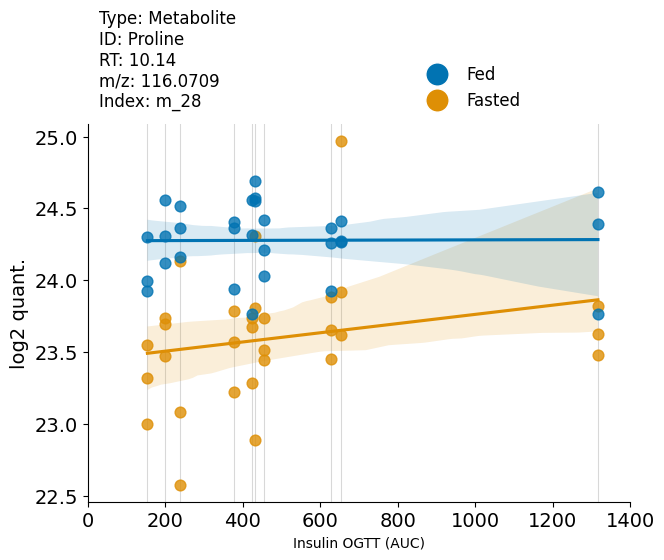 Type: Metabolite
ID: Proline
RT: 10.14
m/z: 116.0709
Index: m_28
Fed
Fasted
25.0
24.5
24.0
23.5
23.0
22.5
log2 quant.
0 200 400 600 800 1000 1200 1400
Insulin OGTT (AUC)